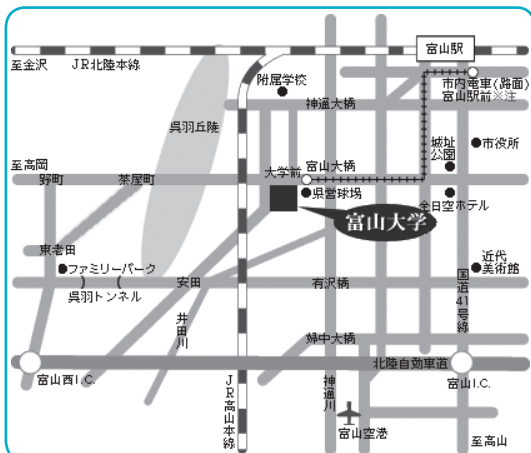 富山駅
至金沢
JR北陸本線
附属学校
市内電車(路面)
富山駅前※注
神通大橋
呉羽丘陵
城址
公園
市役所
至高岡
野町
茶屋町
大学前
富山大橋
県営球場
全日空ホテル
富山大学
東老田
ファミリーパーク
安田
有沢橋
近代
美術館
呉羽トンネル
国道41号線
井田川
婦中大橋
北陸自動車道
富山西I.C.
富山I.C.
JR高山本線
神通川
富山空港
至高山